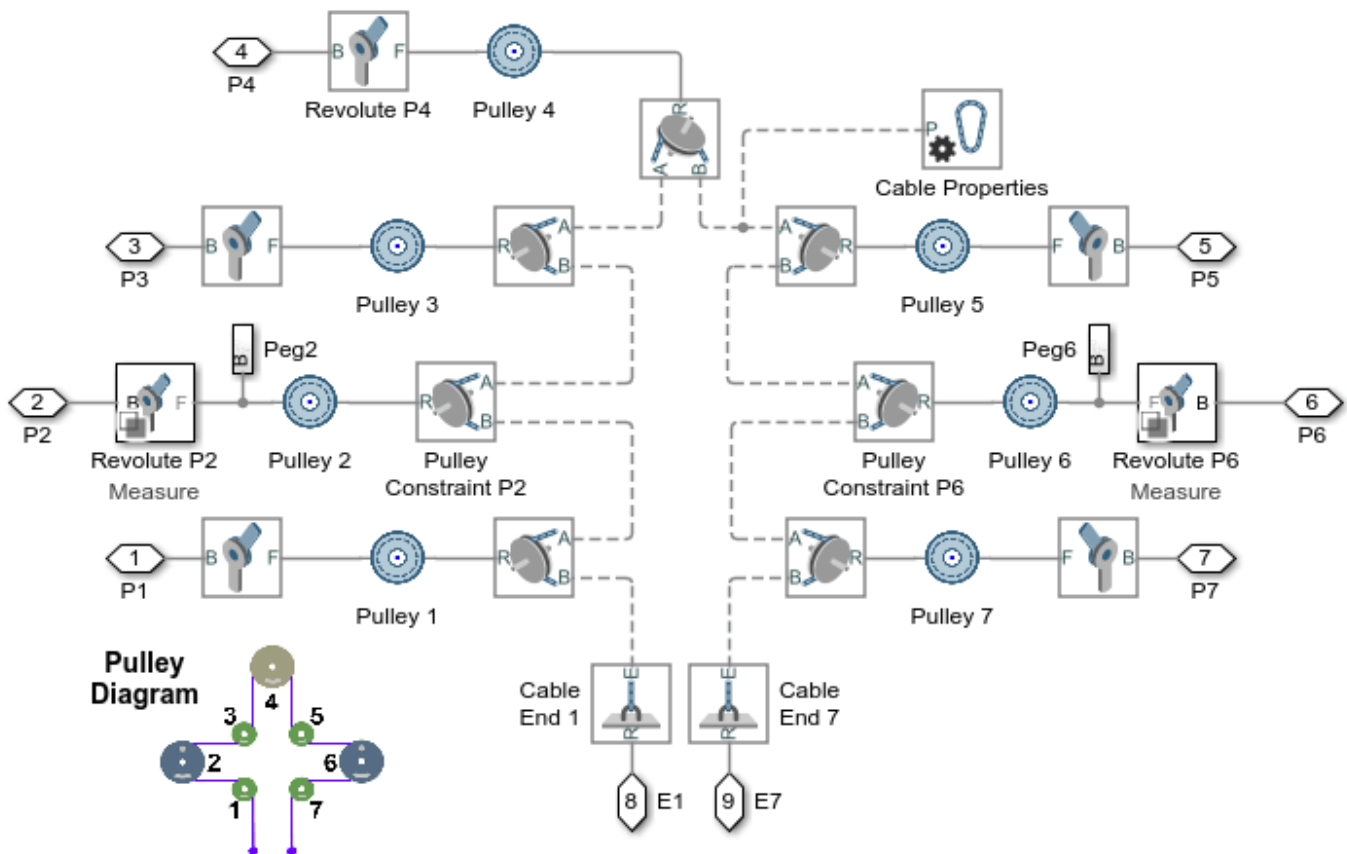 4
P4
B
F
Revolute P4
Pulley 4
R
A
B
P
Cable Properties
3
P3
B
F
Pulley 3
R
A
B
A
B
R
Pulley 5
F
B
5
P5
2
P2
B
F
Revolute P2
Measure
B
Peg2
Pulley 2
R
A
B
Pulley
Constraint P2
A
B
R
Pulley
Constraint P6
Pulley 6
Peg6
B
F
B
Revolute P6
Measure
6
P6
1
P1
B
F
Pulley 1
R
A
B
A
B
R
Pulley 7
F
B
7
P7
Pulley
Diagram
4
3
5
2
6
1
7
Cable
End 1
E
R
E
R
Cable
End 7
8
E1
9
E7